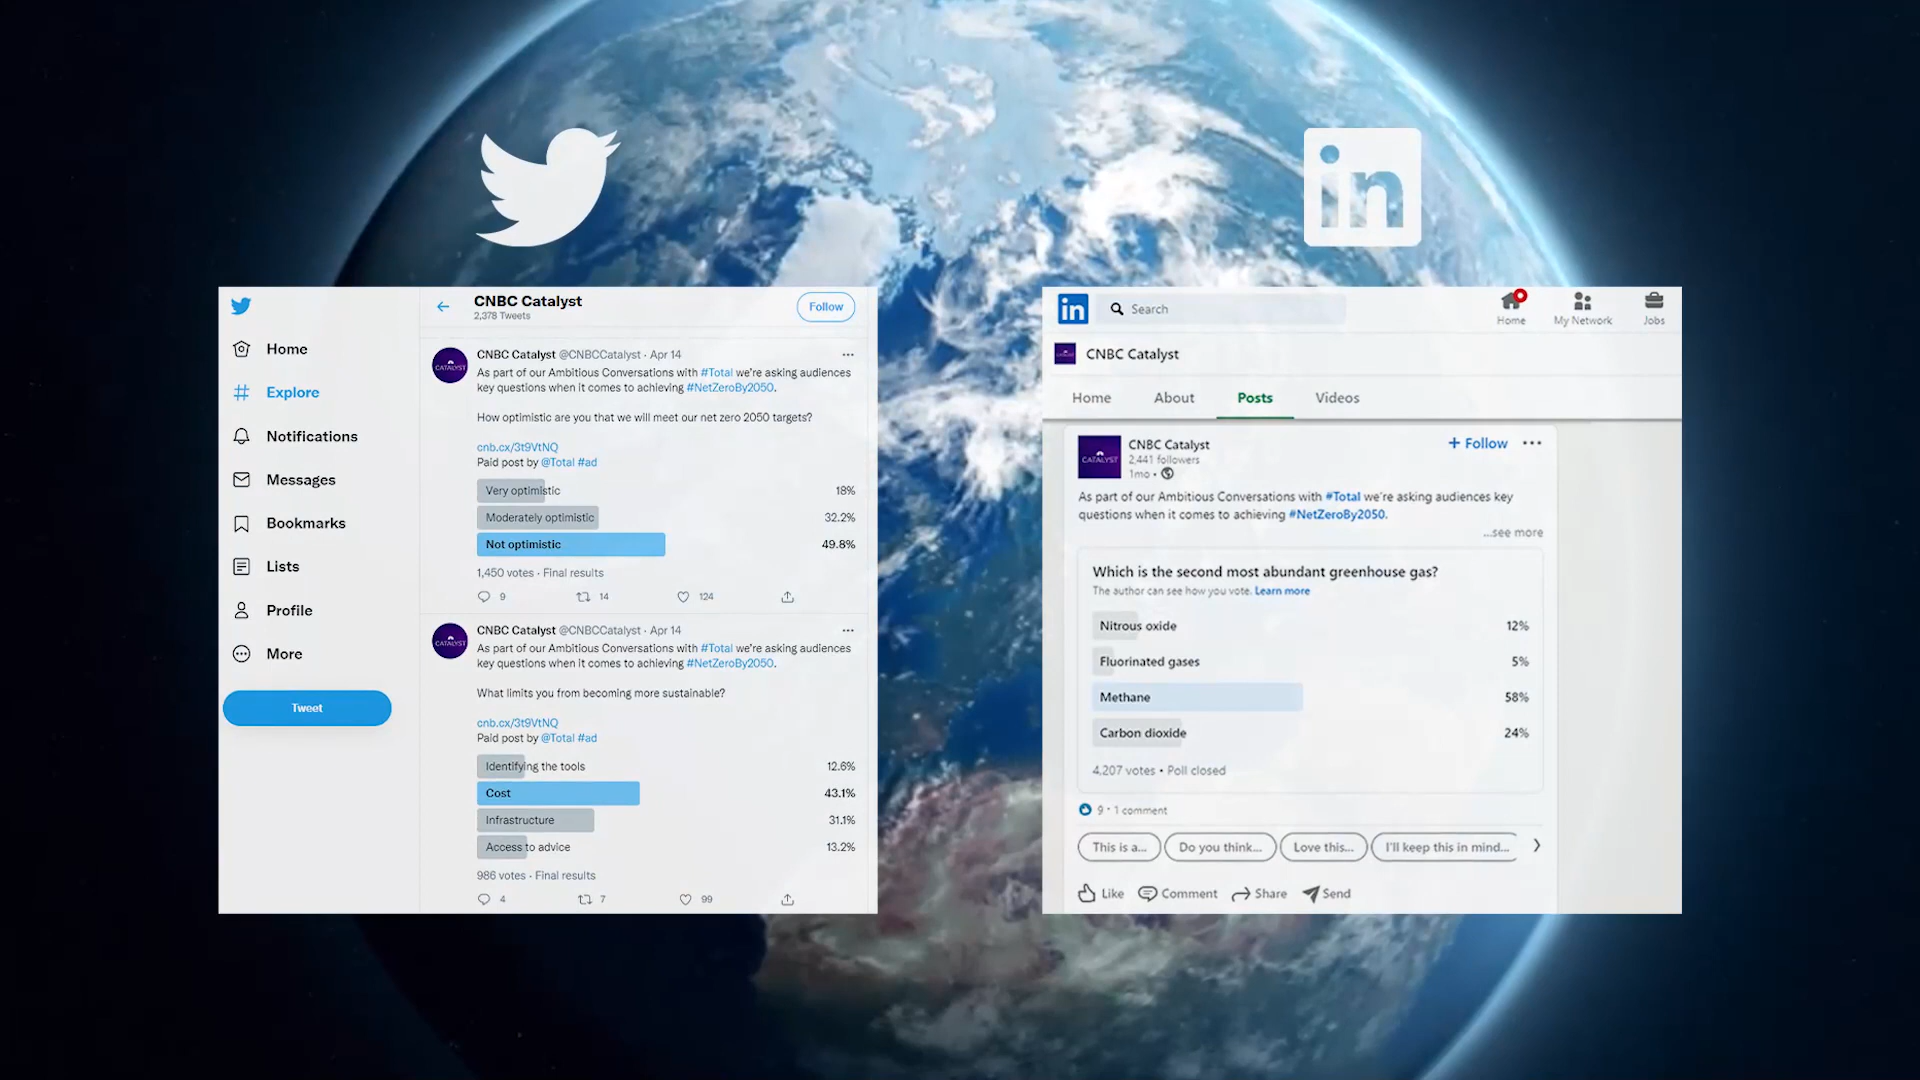 in
CNBC Catalyst
2,378 Tweets
Follow
Home
Explore
Notifications
Messages
Bookmarks
Lists
Profile
More
Tweet
CATALYST
CNBC Catalyst @CNBCCatalyst · Apr 14
As part of our Ambitious Conversations with #Total we're asking audiences
key questions when it comes to achieving #NetZeroBy2050.
How optimistic are you that we will meet our net zero 2050 targets?
cnb.cx/3t9VtNQ
Paid post by @Total #ad
Very optimistic 18%
Moderately optimistic 32.2%
Not optimistic 49.8%
1,450 votes · Final results
9 14 124
CATALYST
CNBC Catalyst @CNBCCatalyst · Apr 14
As part of our Ambitious Conversations with #Total we're asking audiences
key questions when it comes to achieving #NetZeroBy2050.
What limits you from becoming more sustainable?
cnb.cx/3t9VtNQ
Paid post by @Total #ad
Identifying the tools 12.6%
Cost 43.1%
Infrastructure 31.1%
Access to advice 13.2%
986 votes · Final results
4 7 99
in Search
Home My Network Jobs
CNBC Catalyst
Home About Posts Videos
CATALYST
CNBC Catalyst
2,441 followers
1mo •
+ Follow
As part of our Ambitious Conversations with #Total we're asking audiences key
questions when it comes to achieving #NetZeroBy2050.
...see more
Which is the second most abundant greenhouse gas?
The author can see how you vote. Learn more
Nitrous oxide 12%
Fluorinated gases 5%
Methane 58%
Carbon dioxide 24%
4,207 votes • Poll closed
9 · 1 comment
This is a... Do you think... Love this... I'll keep this in mind...
Like Comment Share Send